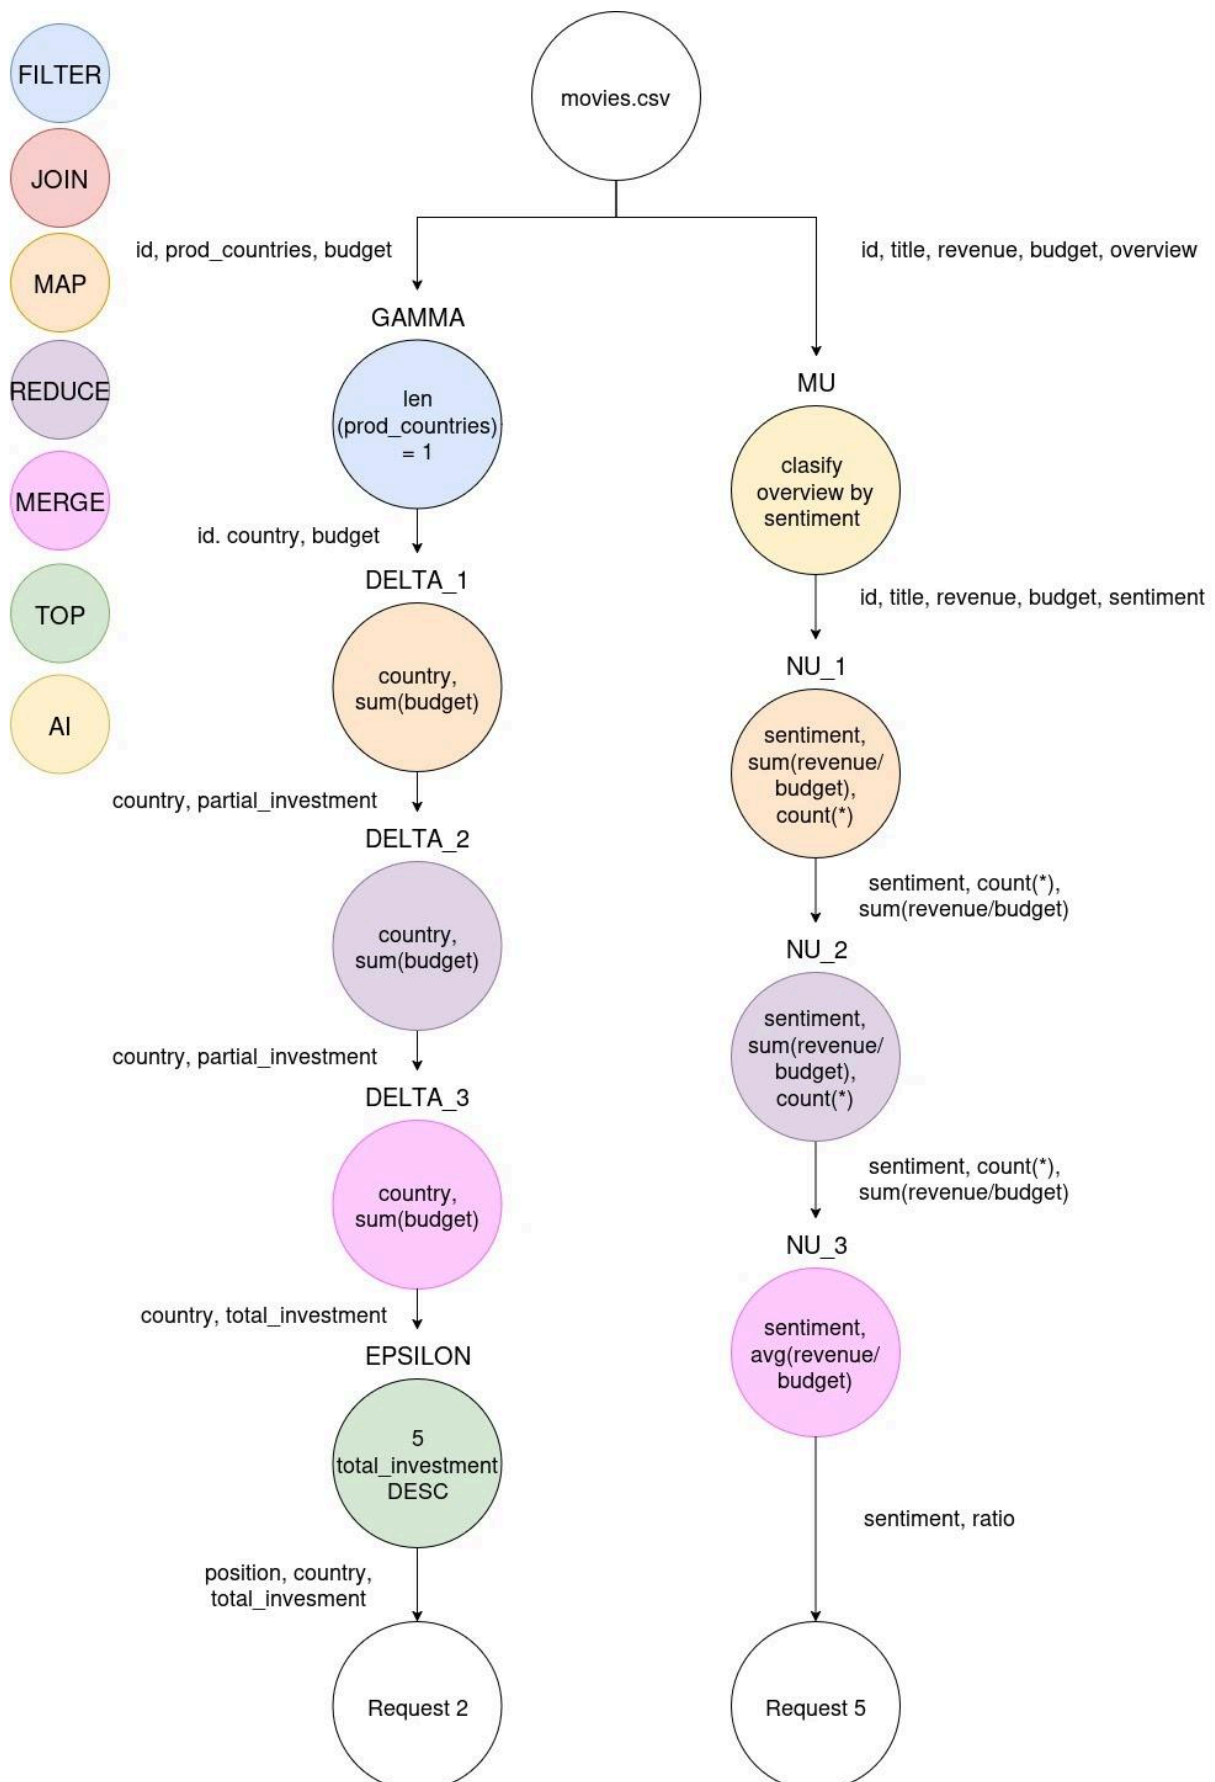 FILTER
JOIN
MAP
REDUCE
MERGE
TOP
AI
movies.csv
id, prod_countries, budget
GAMMA
len
(prod_countries)
= 1
id. country, budget
DELTA_1
country,
sum(budget)
country, partial_investment
DELTA_2
country,
sum(budget)
country, partial_investment
DELTA_3
country,
sum(budget)
country, total_investment
EPSILON
5
total_investment
DESC
position, country,
total_invesment
Request 2
id, title, revenue, budget, overview
MU
clasify
overview by
sentiment
id, title, revenue, budget, sentiment
NU_1
sentiment,
sum(revenue/
budget),
count(*)
sentiment, count(*),
sum(revenue/budget)
NU_2
sentiment,
sum(revenue/
budget),
count(*)
sentiment, count(*),
sum(revenue/budget)
NU_3
sentiment,
avg(revenue/
budget)
sentiment, ratio
Request 5